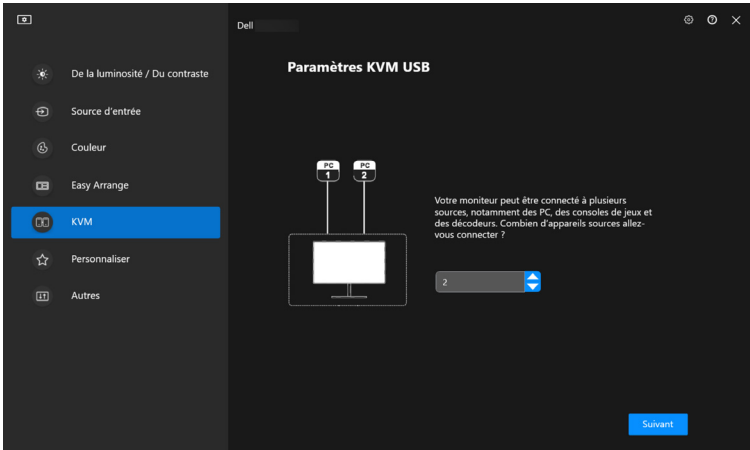 Dell
De la luminosité / Du contraste
Source d'entrée
Couleur
Easy Arrange
KVM
Personnaliser
Autres
Paramètres KVM USB
PC
1
PC
2
Votre moniteur peut être connecté à plusieurs
sources, notamment des PC, des consoles de jeux et
des décodeurs. Combien d'appareils sources allez-
vous connecter ?
2
Suivant